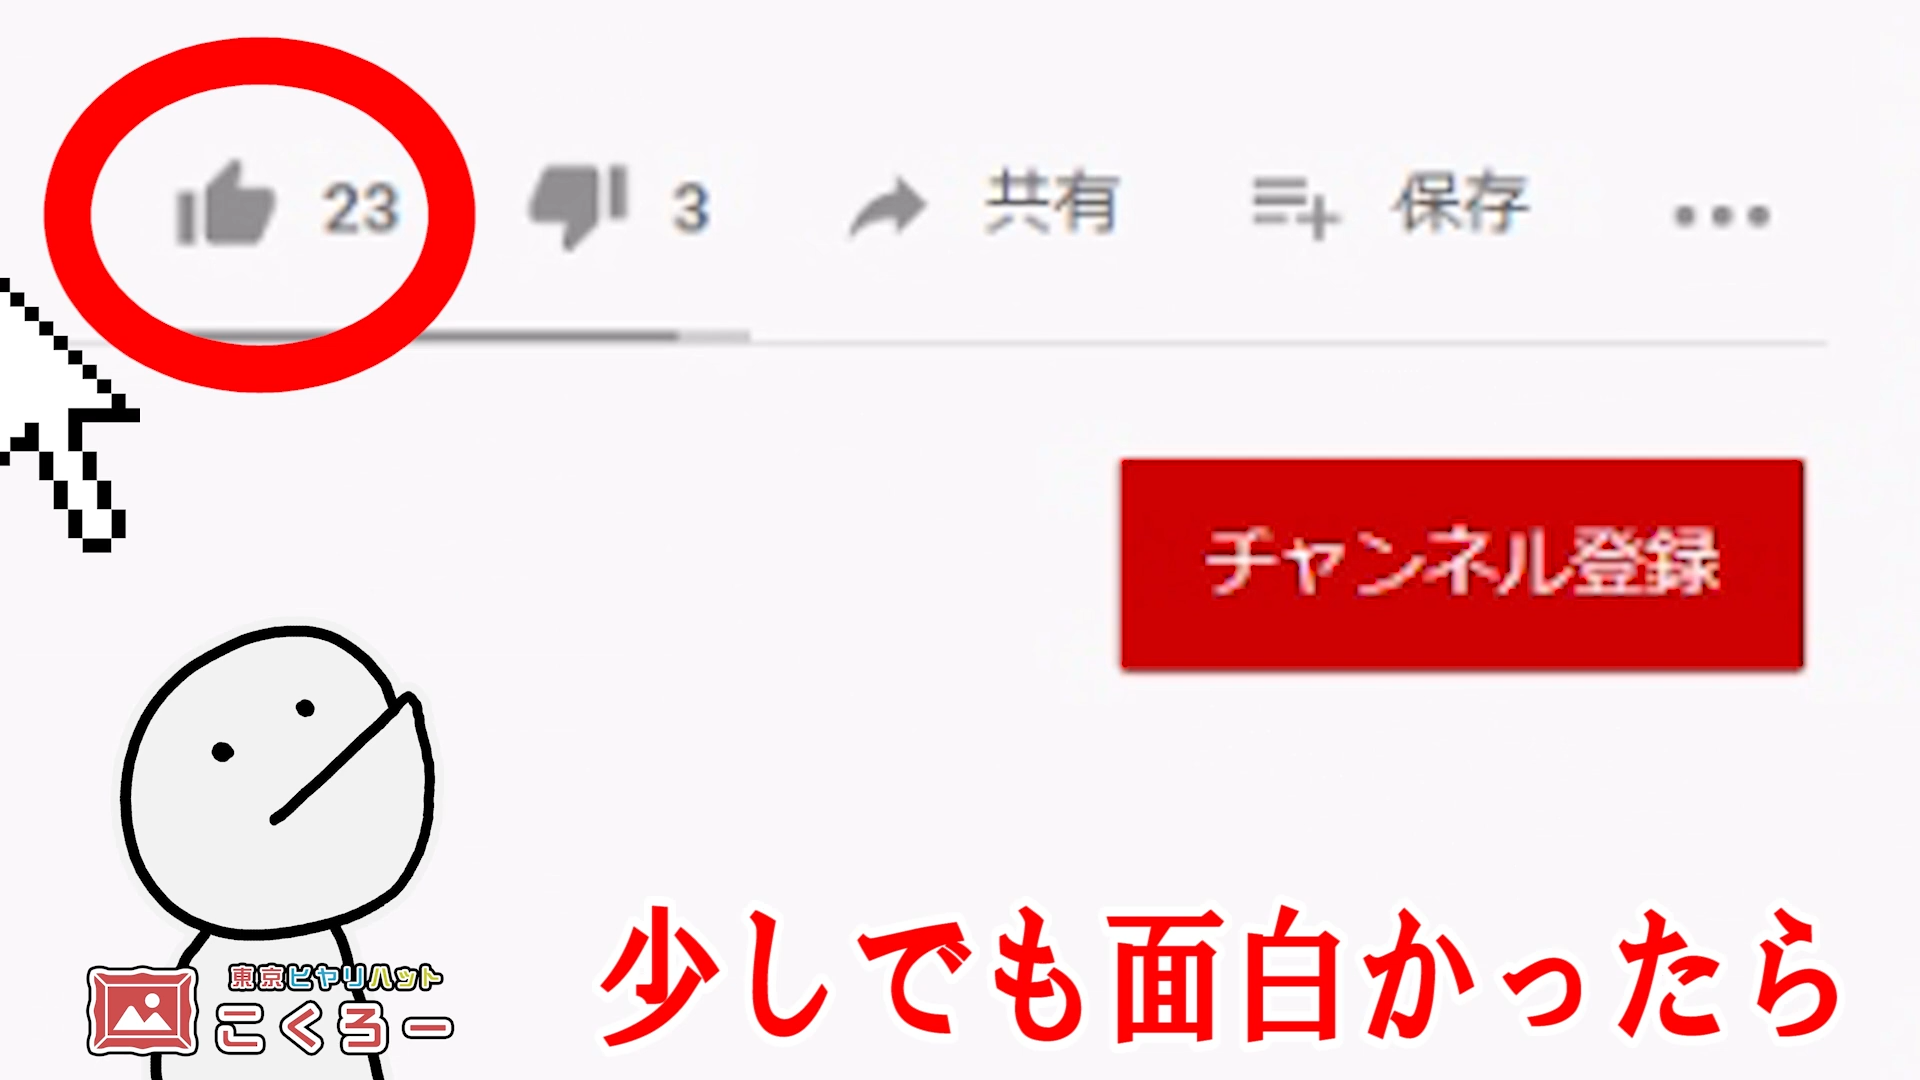 23 3 共有 保存
チャンネル登録
東京ヒヤリハット
こくろー
少しでも面白かったら